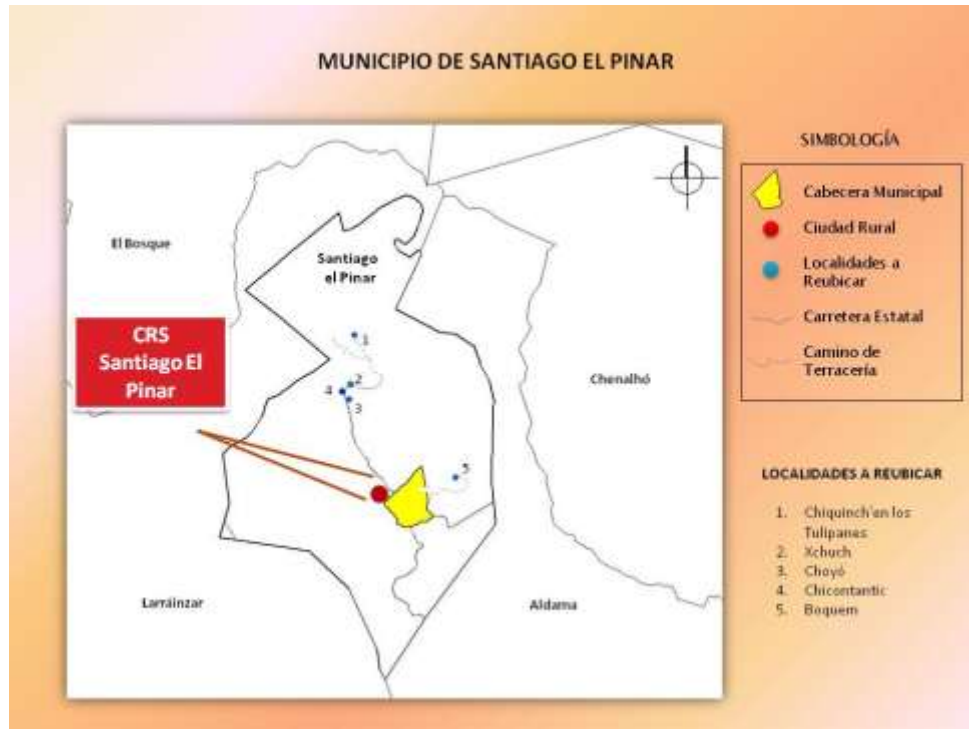 MUNICIPIO DE SANTIAGO EL PINAR
El Bosque
Santiago
el Pinar
CRS
Santiago El
Pinar
1
2
4
3
5
Chenalhó
Larráinzar
Aldama
SIMBOLOGÍA
Cabecera Municipal
Ciudad Rural
Localidades a
Reubicar
Carretera Estatal
Camino de
Terracería
LOCALIDADES A REUBICAR
1. Chiquinch'en los
Tulipanes
2. Xchuch
3. Choyó
4. Chicontantic
5. Boquem